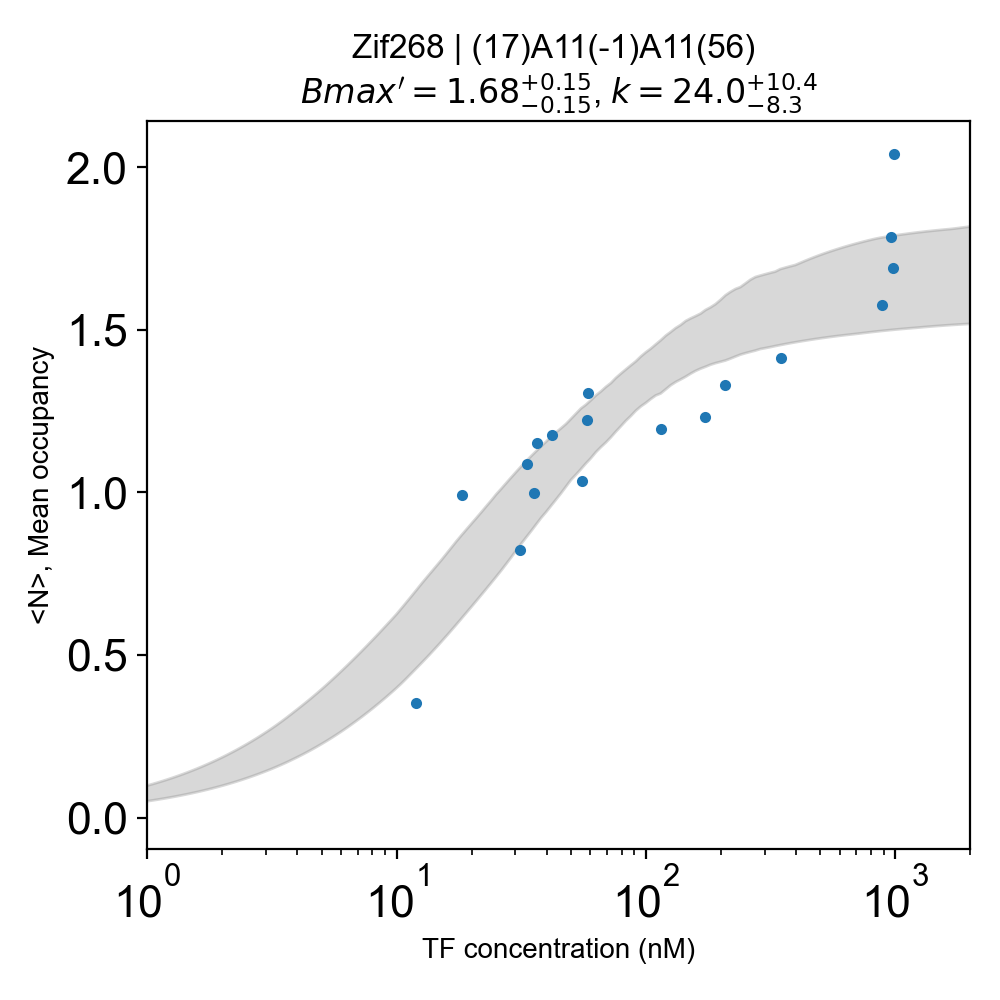 Zif268 | (17)A11(-1)A11(56)
Bmax′ = 1.68+0.15−0.15, k = 24.0+10.4−8.3
2.0
1.5
1.0
0.5
0.0
<N>, Mean occupancy
10^0 10^1 10^2 10^3
TF concentration (nM)